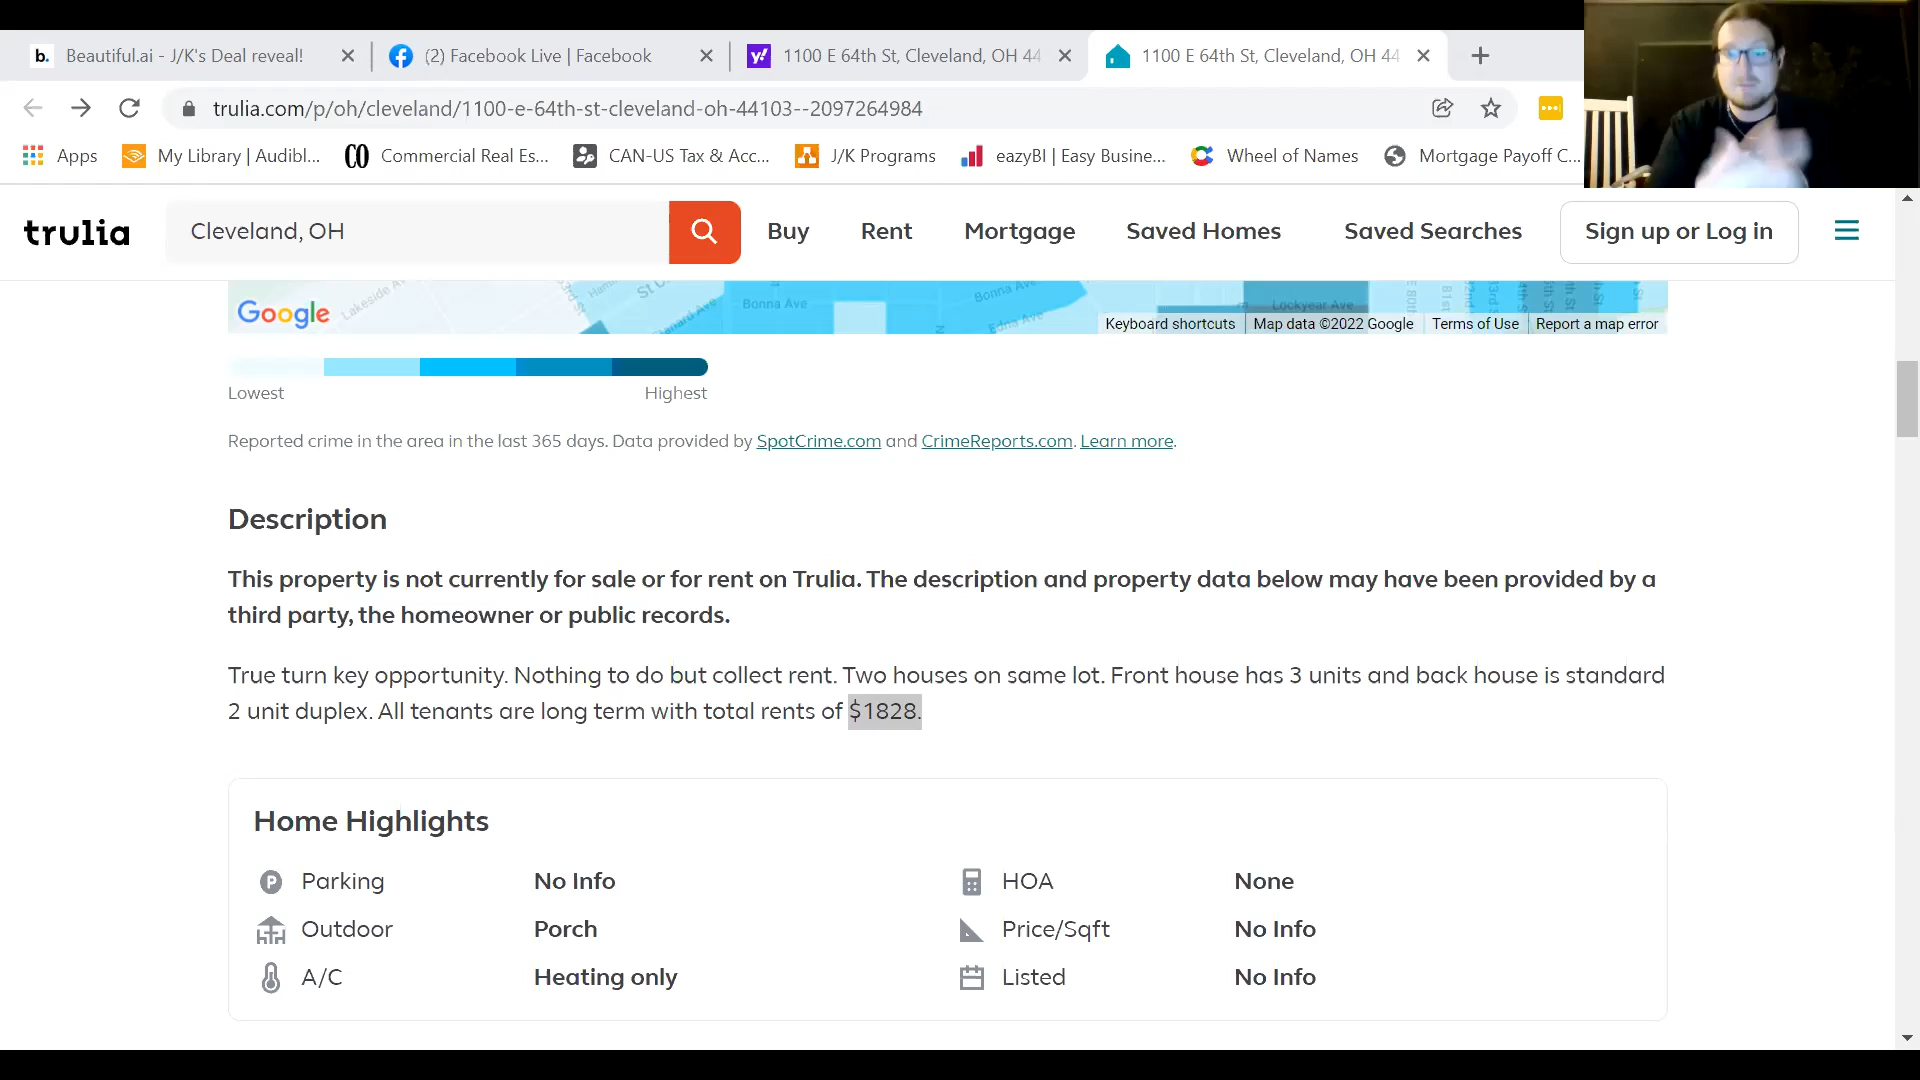 b. Beautiful.ai - J/K's Deal reveal!
(2) Facebook Live | Facebook
y! 1100 E 64th St, Cleveland, OH 44
1100 E 64th St, Cleveland, OH 44
trulia.com/p/oh/cleveland/1100-e-64th-st-cleveland-oh-44103--2097264984
Apps
My Library | Audibl...
CO Commercial Real Es...
CAN-US Tax & Acc...
J/K Programs
eazyBI | Easy Busine...
Wheel of Names
Mortgage Payoff C...
trulia
Cleveland, OH
Buy
Rent
Mortgage
Saved Homes
Saved Searches
Sign up or Log in
Google
Lakeside
Bonna Ave
Bonna Ave
Edna Ave
Lockyear Ave
Keyboard shortcuts
Map data ©2022 Google
Terms of Use
Report a map error
Lowest
Highest
Reported crime in the area in the last 365 days. Data provided by SpotCrime.com and CrimeReports.com. Learn more.
Description
This property is not currently for sale or for rent on Trulia. The description and property data below may have been provided by a
third party, the homeowner or public records.
True turn key opportunity. Nothing to do but collect rent. Two houses on same lot. Front house has 3 units and back house is standard
2 unit duplex. All tenants are long term with total rents of $1828.
Home Highlights
P Parking No Info
HOA None
Outdoor Porch
Price/Sqft No Info
A/C Heating only
Listed No Info